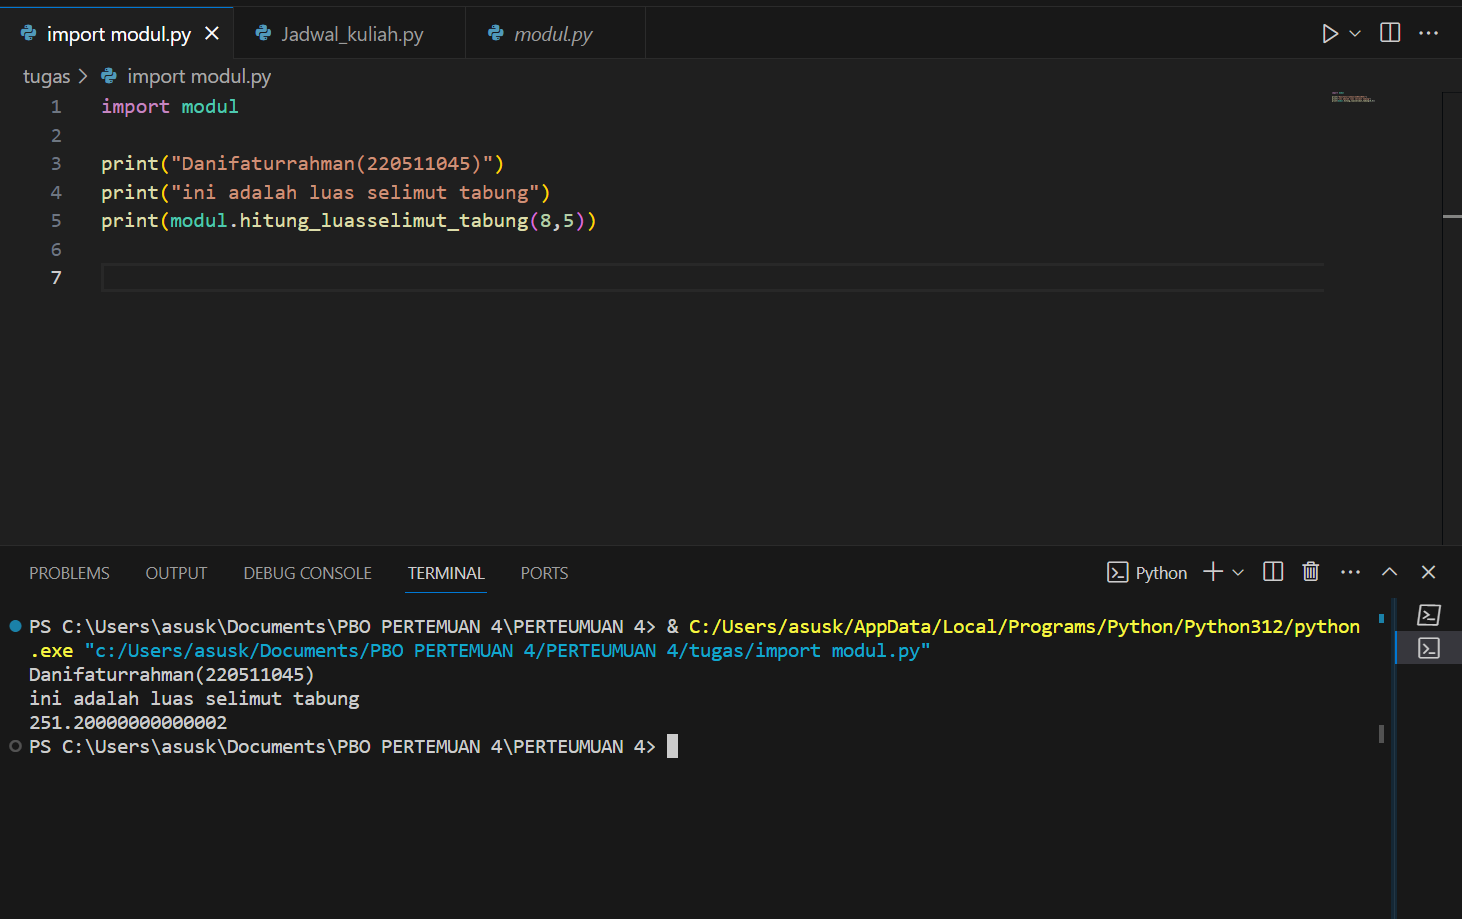 import modul.py
Jadwal_kuliah.py
modul.py
tugas > import modul.py
1 import modul
2
3 print("Danifaturrahman(220511045)")
4 print("ini adalah luas selimut tabung")
5 print(modul.hitung_luasselimut_tabung(8,5))
6
7
PROBLEMS OUTPUT DEBUG CONSOLE TERMINAL PORTS
Python
PS C:\Users\asusk\Documents\PBO PERTEMUAN 4\PERTEUMUAN 4> & C:/Users/asusk/AppData/Local/Programs/Python/Python312/python
.exe "c:/Users/asusk/Documents/PBO PERTEMUAN 4/PERTEUMUAN 4/tugas/import modul.py"
Danifaturrahman(220511045)
ini adalah luas selimut tabung
251.20000000000002
PS C:\Users\asusk\Documents\PBO PERTEMUAN 4\PERTEUMUAN 4>